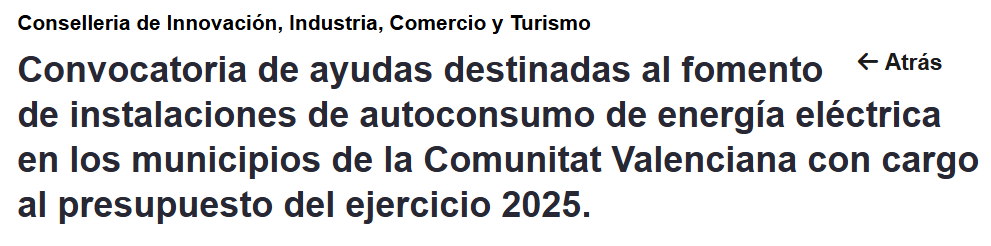 Conselleria de Innovación, Industria, Comercio y Turismo
Convocatoria de ayudas destinadas al fomento
← Atrás
de instalaciones de autoconsumo de energía eléctrica
en los municipios de la Comunitat Valenciana con cargo
al presupuesto del ejercicio 2025.